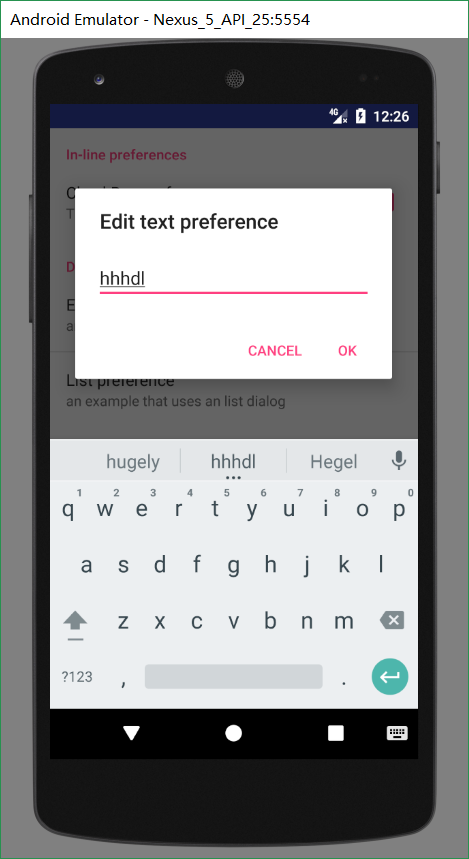 Android Emulator - Nexus_5_API_25:5554
4G 12:26
In-line preferences
Edit text preference
hhhdl
CANCEL OK
List preference
an example that uses an list dialog
hugely hhhdl Hegel
1 2 3 4 5 6 7 8 9 0
q w e r t y u i o p
a s d f g h j k l
z x c v b n m
?123 , .